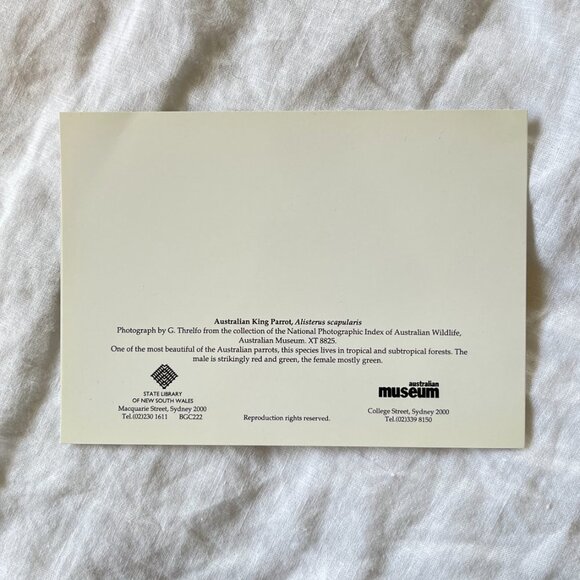 Australian King Parrot, Alisterus scapularis
Photograph by G. Threlfo from the collection of the National Photographic Index of Australian Wildlife,
Australian Museum. XT 8825.
One of the most beautiful of the Australian parrots, this species lives in tropical and subtropical forests. The
male is strikingly red and green, the female mostly green.
STATE LIBRARY
OF NEW SOUTH WALES
Macquarie Street, Sydney 2000
Tel.(02)230 1611 BGC222
Reproduction rights reserved.
australian
museum
College Street, Sydney 2000
Tel.(02)339 8150